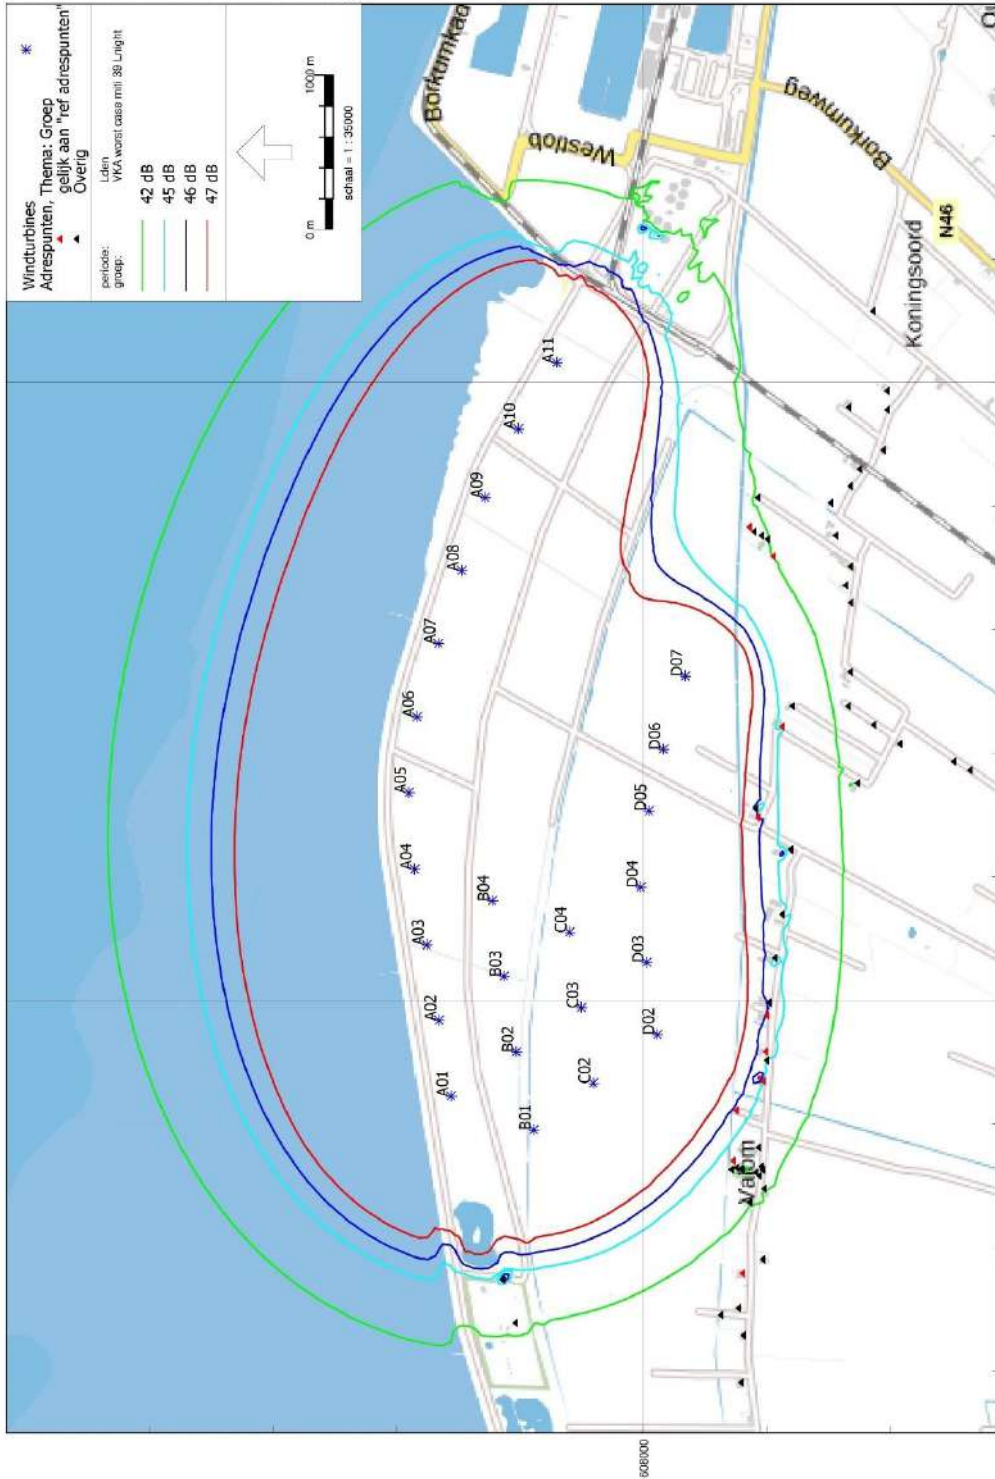 Windturbines
Adrespunten, Thema: Groep
gelijk aan "ref adrespunten"
Overig
periode: Lden
groep: VKA worst case miti 39 Lnight
42 dB
45 dB
46 dB
47 dB
0 m 1000 m
schaal = 1 : 35000
Borkumkad
Westlob
Borkumweg
N46
Koningsoord
Valom
A01
A02
A03
A04
A05
A06
A07
A08
A09
A10
A11
B01
B02
B03
B04
C02
C03
C04
D02
D03
D04
D05
D06
D07
608000